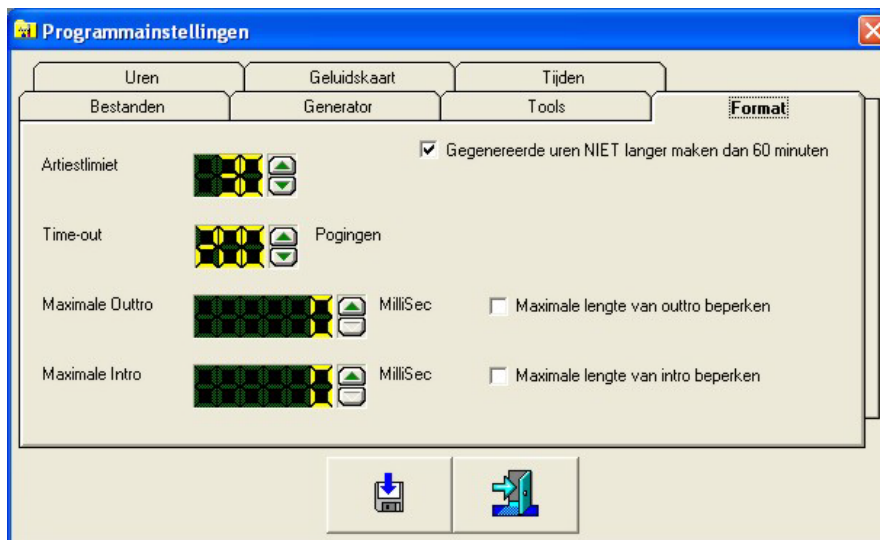 Programmainstellingen
Uren Geluidskaart Tijden
Bestanden Generator Tools Format
Gegenereerde uren NIET langer maken dan 60 minuten
Artiestlimiet
Time-out Pogingen
Maximale Outtro MilliSec Maximale lengte van outtro beperken
Maximale Intro MilliSec Maximale lengte van intro beperken